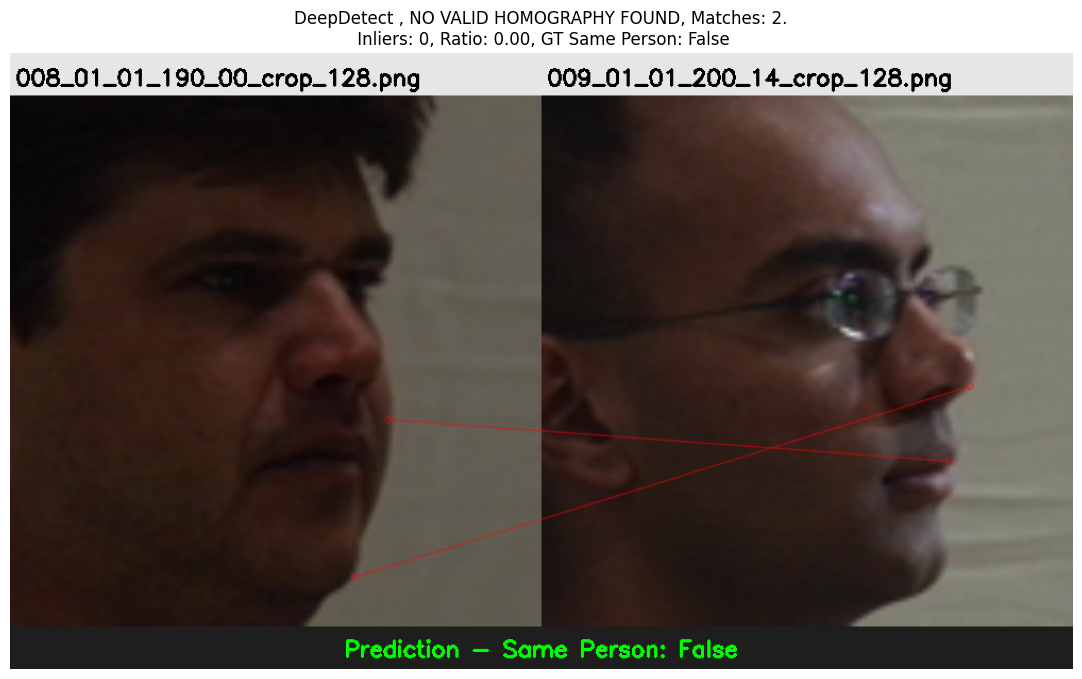 DeepDetect , NO VALID HOMOGRAPHY FOUND, Matches: 2.
Inliers: 0, Ratio: 0.00, GT Same Person: False
008_01_01_190_00_crop_128.png
009_01_01_200_14_crop_128.png
Prediction - Same Person: False